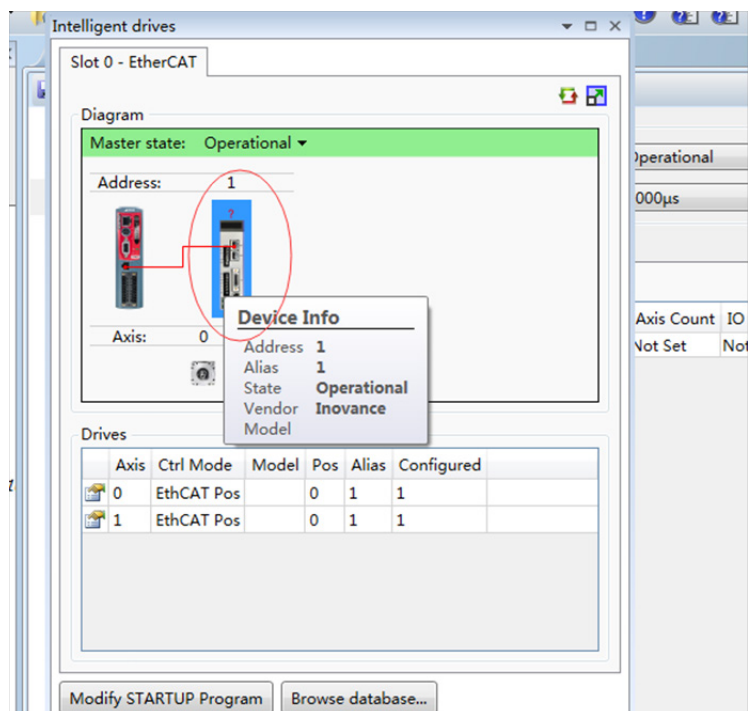 Intelligent drives
Slot 0 - EtherCAT
Diagram
Master state: Operational
Address: 1
?
Axis: 0
Device Info
Address 1
Alias 1
State Operational
Vendor Inovance
Model
Drives
Axis Ctrl Mode Model Pos Alias Configured
0 EthCAT Pos 0 1 1
1 EthCAT Pos 0 1 1
Modify STARTUP Program Browse database...
Operational
000µs
Axis Count IO
Not Set Not